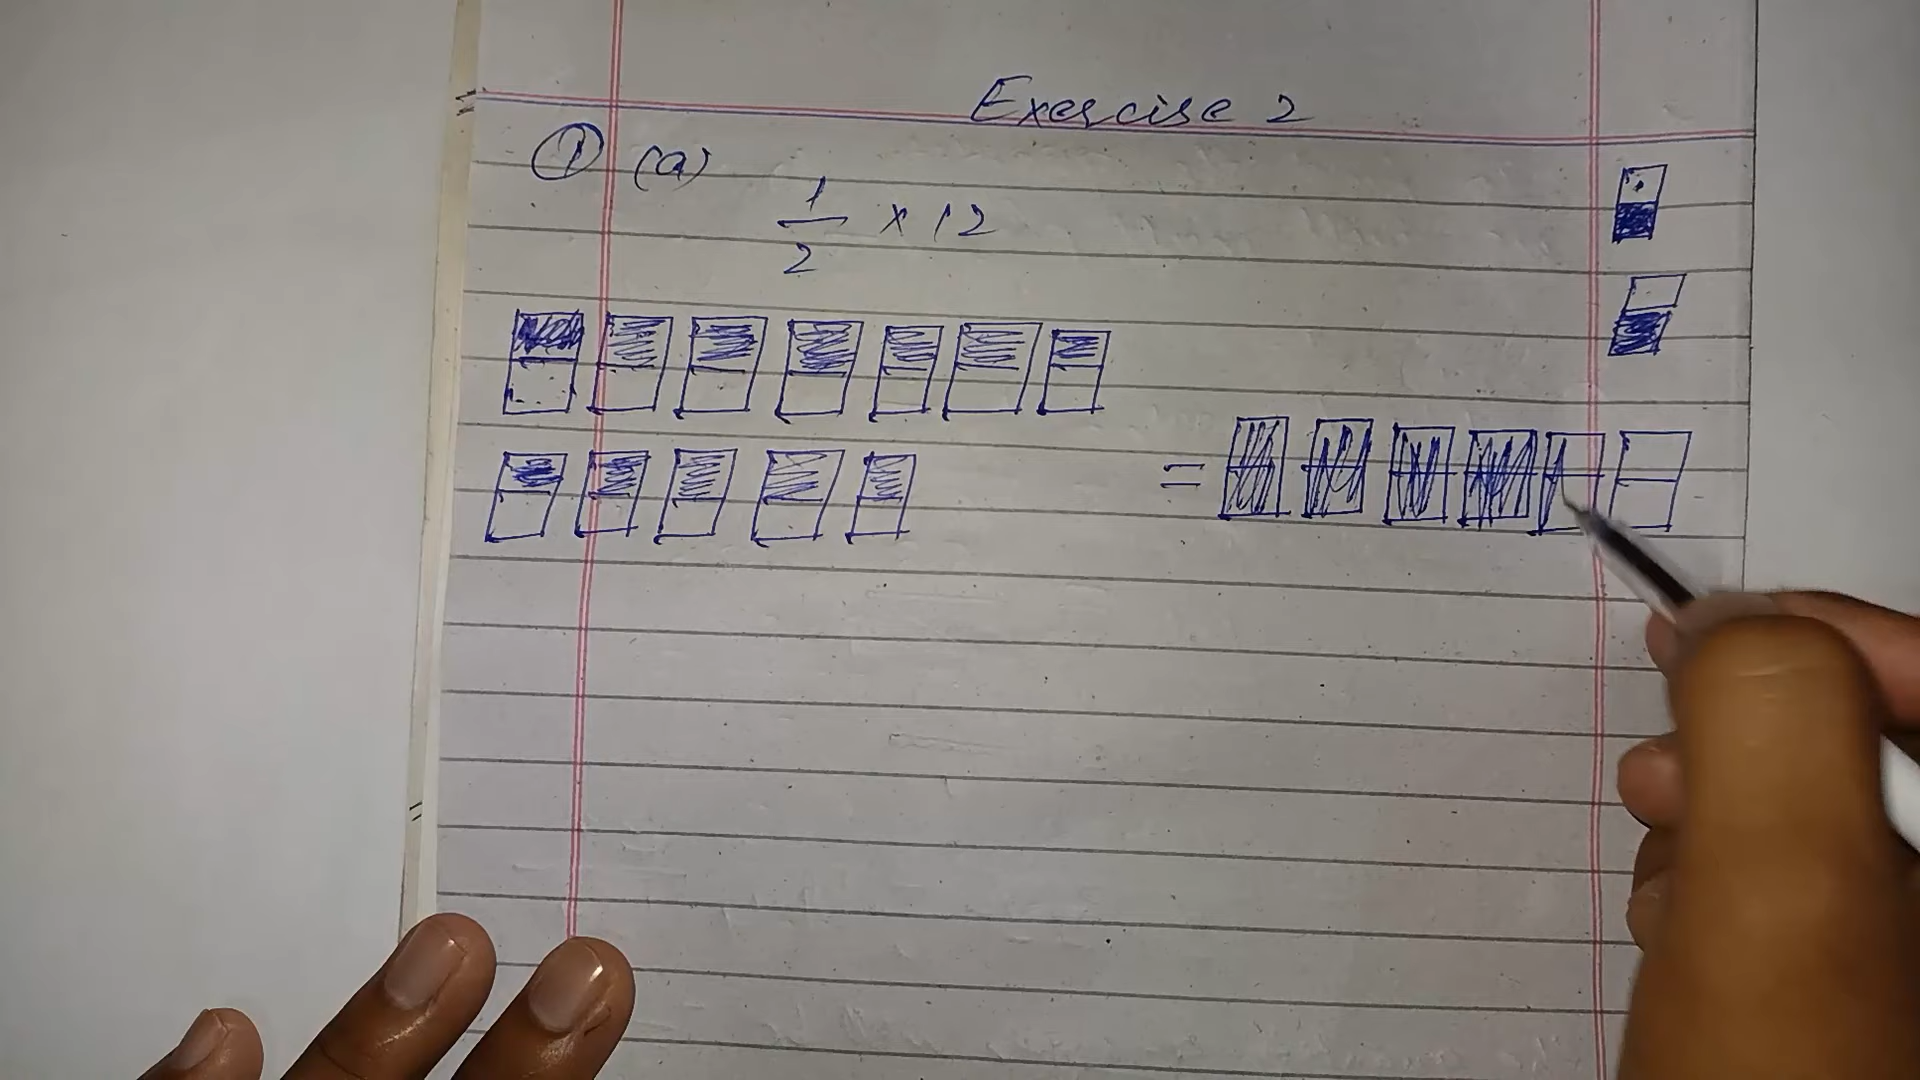 Exercise 2
① (a)
1/2 × 12
=